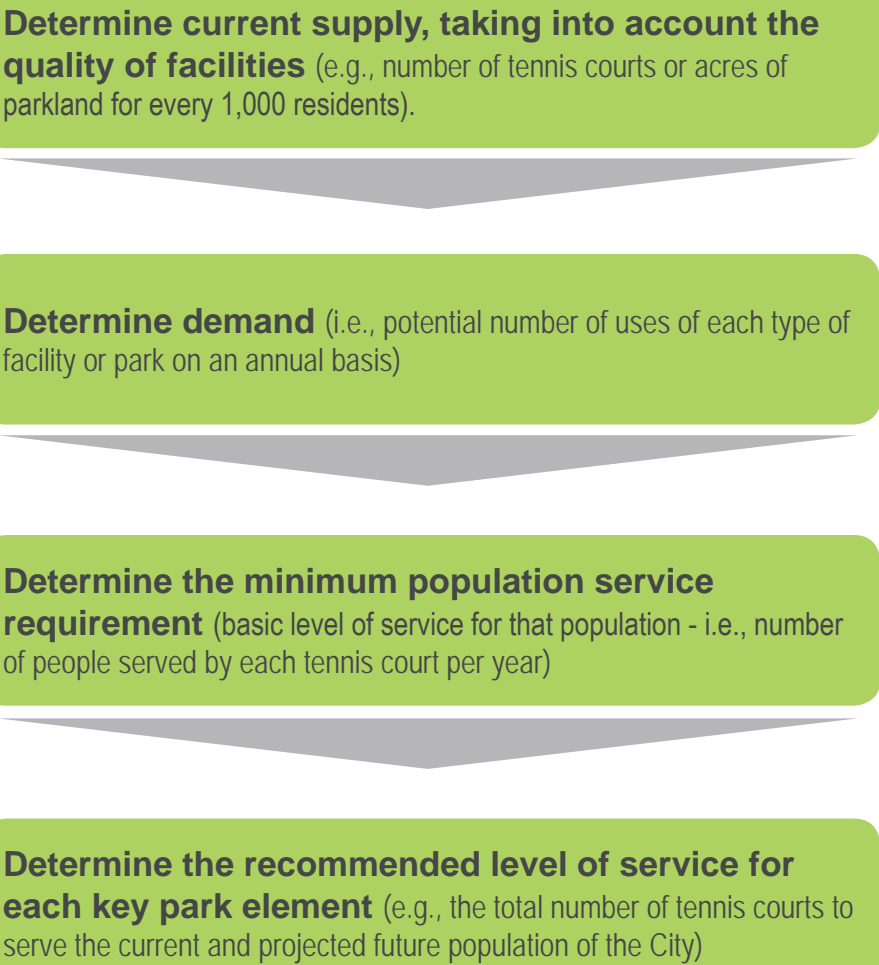 Determine current supply, taking into account the
quality of facilities (e.g., number of tennis courts or acres of
parkland for every 1,000 residents).
Determine demand (i.e., potential number of uses of each type of
facility or park on an annual basis)
Determine the minimum population service
requirement (basic level of service for that population - i.e., number
of people served by each tennis court per year)
Determine the recommended level of service for
each key park element (e.g., the total number of tennis courts to
serve the current and projected future population of the City)